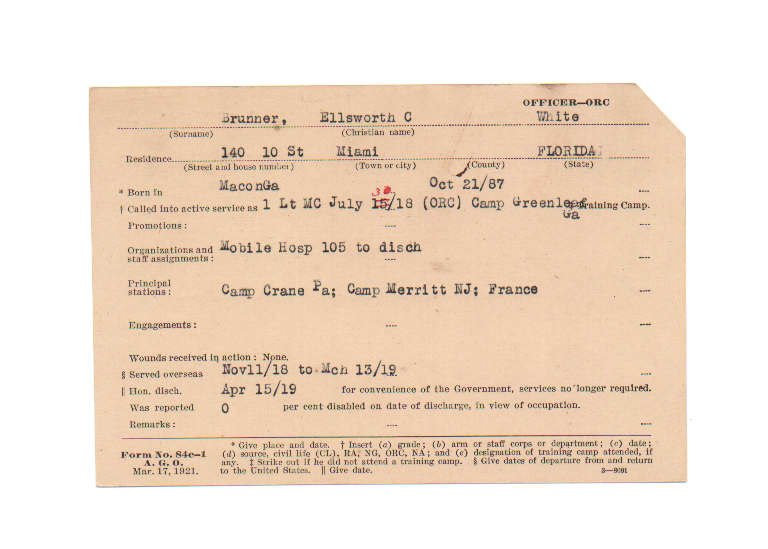 OFFICER—ORC
Brunner, Ellsworth C White
(Surname) (Christian name)
Residence 140 10 St Miami FLORIDA
(Street and house number) (Town or city) (County) (State)
* Born in MaconGa Oct 21/87
† Called into active service as 1 Lt MC July 15/18 (ORC) Camp Greenleaf ‡ Training Camp.
30
Ga
Promotions:
Organizations and staff assignments: Mobile Hosp 105 to disch
Principal stations: Camp Crane Pa; Camp Merritt NJ; France
Engagements:
Wounds received in action: None.
§ Served overseas Nov11/18 to Mch 13/19
‖ Hon. disch. Apr 15/19 for convenience of the Government, services no longer required.
Was reported 0 per cent disabled on date of discharge, in view of occupation.
Remarks:
Form No. 84c—1
A. G. O.
Mar. 17, 1921.
* Give place and date. † Insert (a) grade; (b) arm or staff corps or department; (c) date;
(d) source, civil life (CL), RA, NG, ORC, NA; and (e) designation of training camp attended, if
any. ‡ Strike out if he did not attend a training camp. § Give dates of departure from and return
to the United States. ‖ Give date. 3—9091